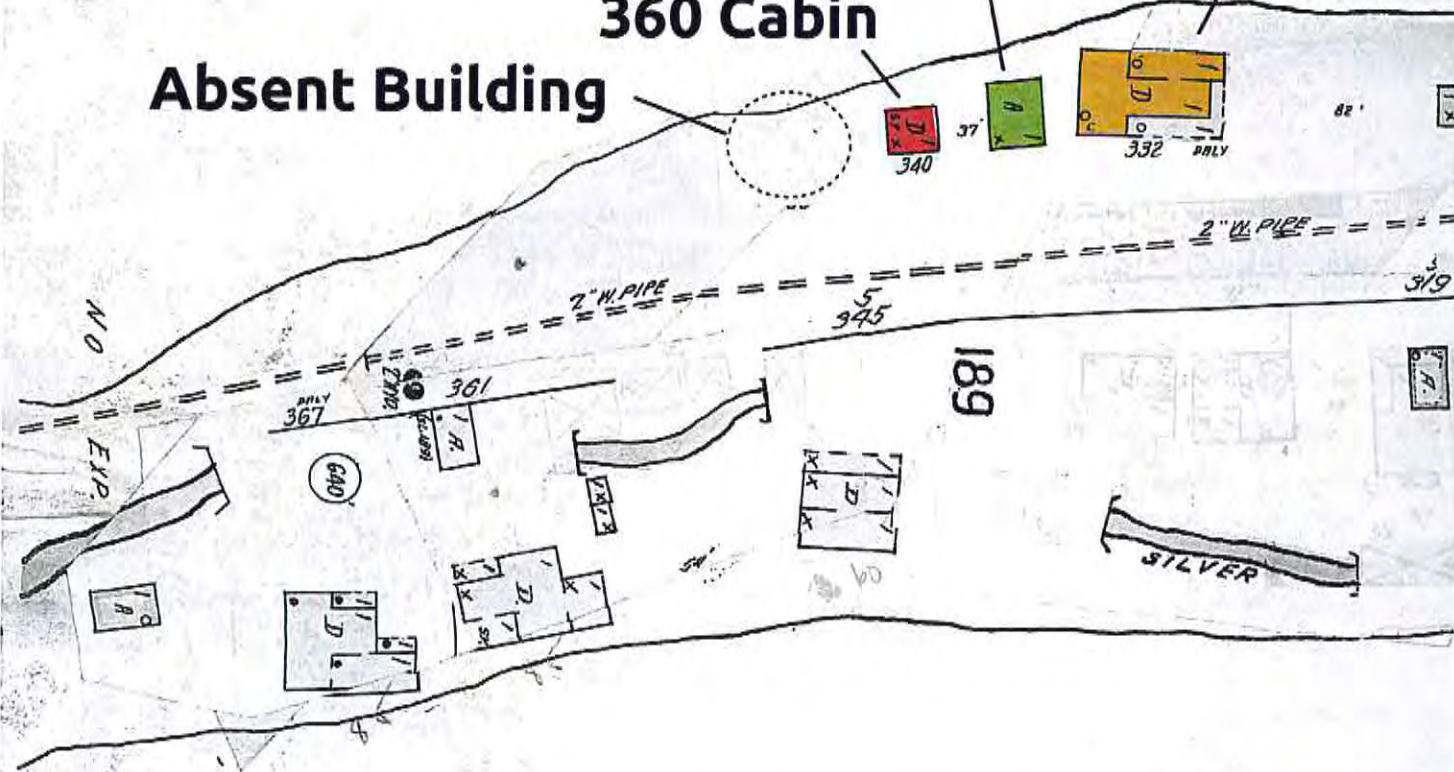 360 Cabin
Absent Building
D
A
D
37'
82'
340
332
DALY
2" W. PIPE
2" W. PIPE
S
345
S
319
NO
EXP.
DALY
367
361
A.
640
189
D
A.
SILVER
A
D
D
54'